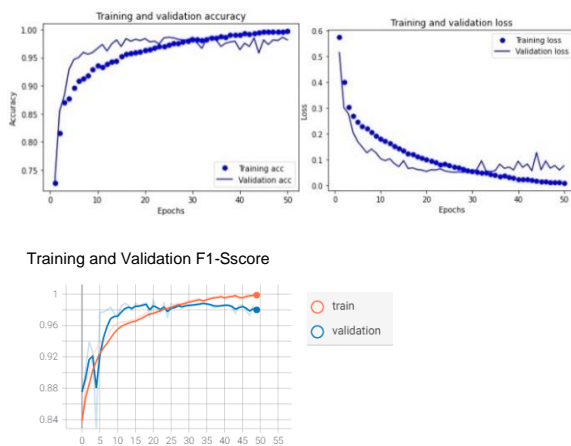 Training and validation accuracy
1.00
0.95
0.90
0.85
0.80
0.75
Accuracy
Training acc
Validation acc
0 10 20 30 40 50
Epochs
Training and validation loss
0.6
0.5
0.4
0.3
0.2
0.1
0.0
Loss
Training loss
Validation loss
0 10 20 30 40 50
Epochs
Training and Validation F1-Sscore
1
0.96
0.92
0.88
0.84
0 5 10 15 20 25 30 35 40 45 50 55
train
validation